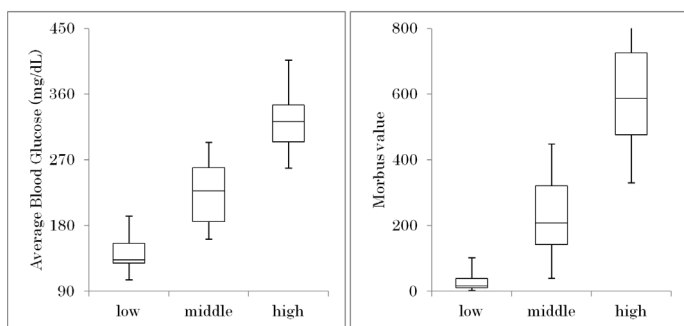 Average Blood Glucose (mg/dL)
450
360
270
180
90
low middle high
Morbus value
800
600
400
200
0
low middle high